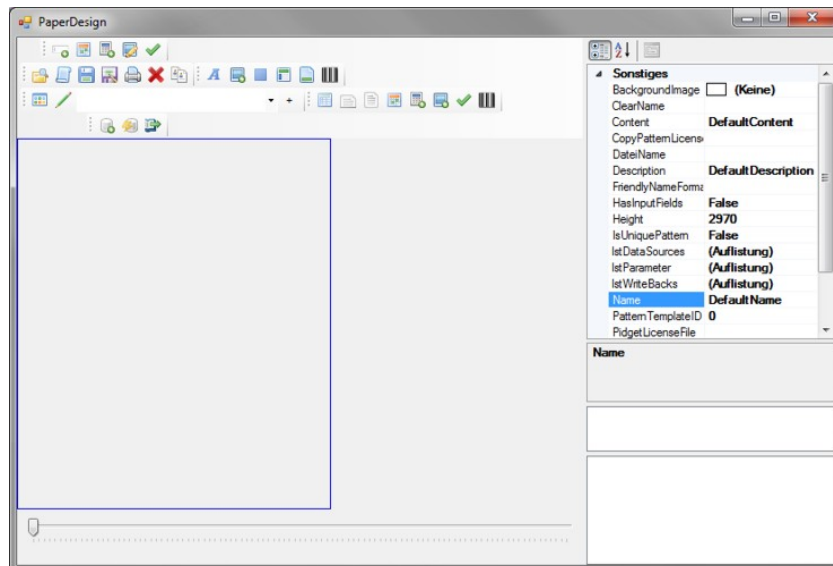 PaperDesign
Sonstiges
BackgroundImage (Keine)
ClearName
Content DefaultContent
CopyPatternLicens
DateiName
Description DefaultDescription
FriendlyNameForma
HasInputFields False
Height 2970
IsUniquePattern False
lstDataSources (Auflistung)
lstParameter (Auflistung)
lstWriteBacks (Auflistung)
Name DefaultName
PatternTemplateID 0
PidgetLicenseFile
Name